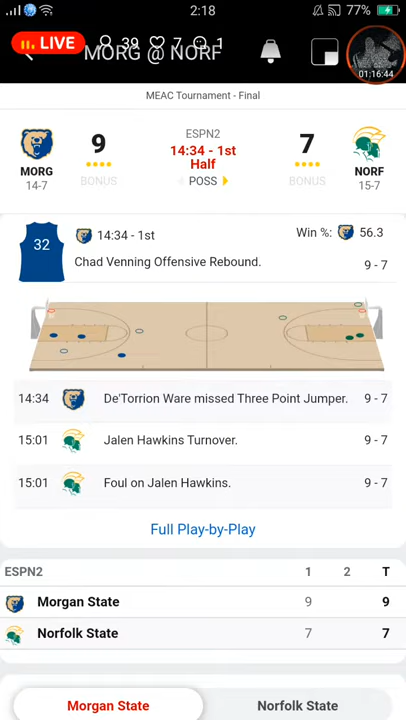 2:18
77%
LIVE
39 7 1
MORG @ NORF
01:16:44
MEAC Tournament - Final
MORG
14-7
9
BONUS
ESPN2
14:34 - 1st
Half
POSS
7
BONUS
NORF
15-7
32
14:34 - 1st
Win %: 56.3
Chad Venning Offensive Rebound.
9 - 7
14:34 De'Torrion Ware missed Three Point Jumper. 9 - 7
15:01 Jalen Hawkins Turnover. 9 - 7
15:01 Foul on Jalen Hawkins. 9 - 7
Full Play-by-Play
ESPN2 1 2 T
Morgan State 9 9
Norfolk State 7 7
Morgan State Norfolk State